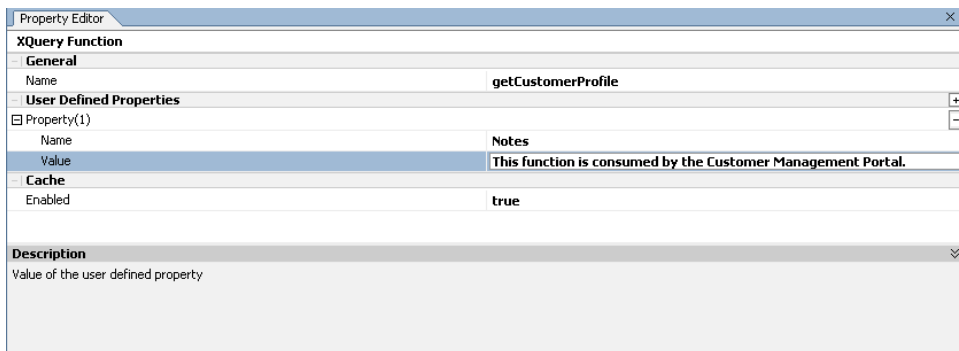 Property Editor
XQuery Function
General
Name getCustomerProfile
User Defined Properties
Property(1)
Name Notes
Value This function is consumed by the Customer Management Portal.
Cache
Enabled true
Description
Value of the user defined property